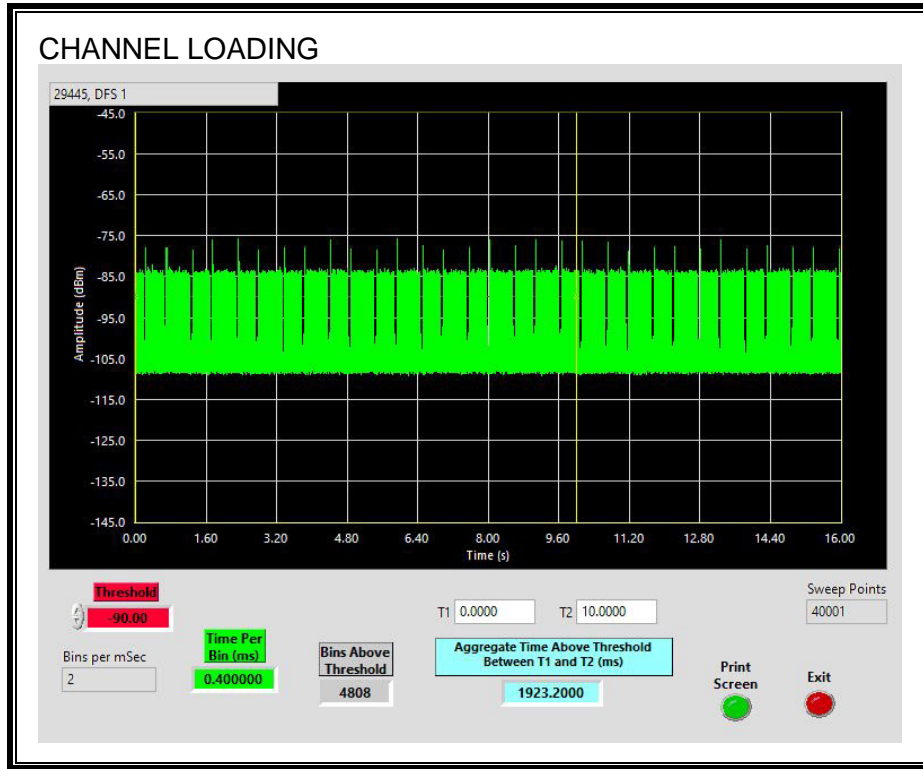 CHANNEL LOADING
29445, DFS 1
-45.0
-55.0
-65.0
-75.0
-85.0
-95.0
-105.0
-115.0
-125.0
-135.0
-145.0
Amplitude (dBm)
0.00 1.60 3.20 4.80 6.40 8.00 9.60 11.20 12.80 14.40 16.00
Time (s)
Threshold
-90.00
Bins per mSec
2
Time Per
Bin (ms)
0.400000
Bins Above
Threshold
4808
T1 0.0000 T2 10.0000
Aggregate Time Above Threshold
Between T1 and T2 (ms)
1923.2000
Sweep Points
40001
Print
Screen
Exit